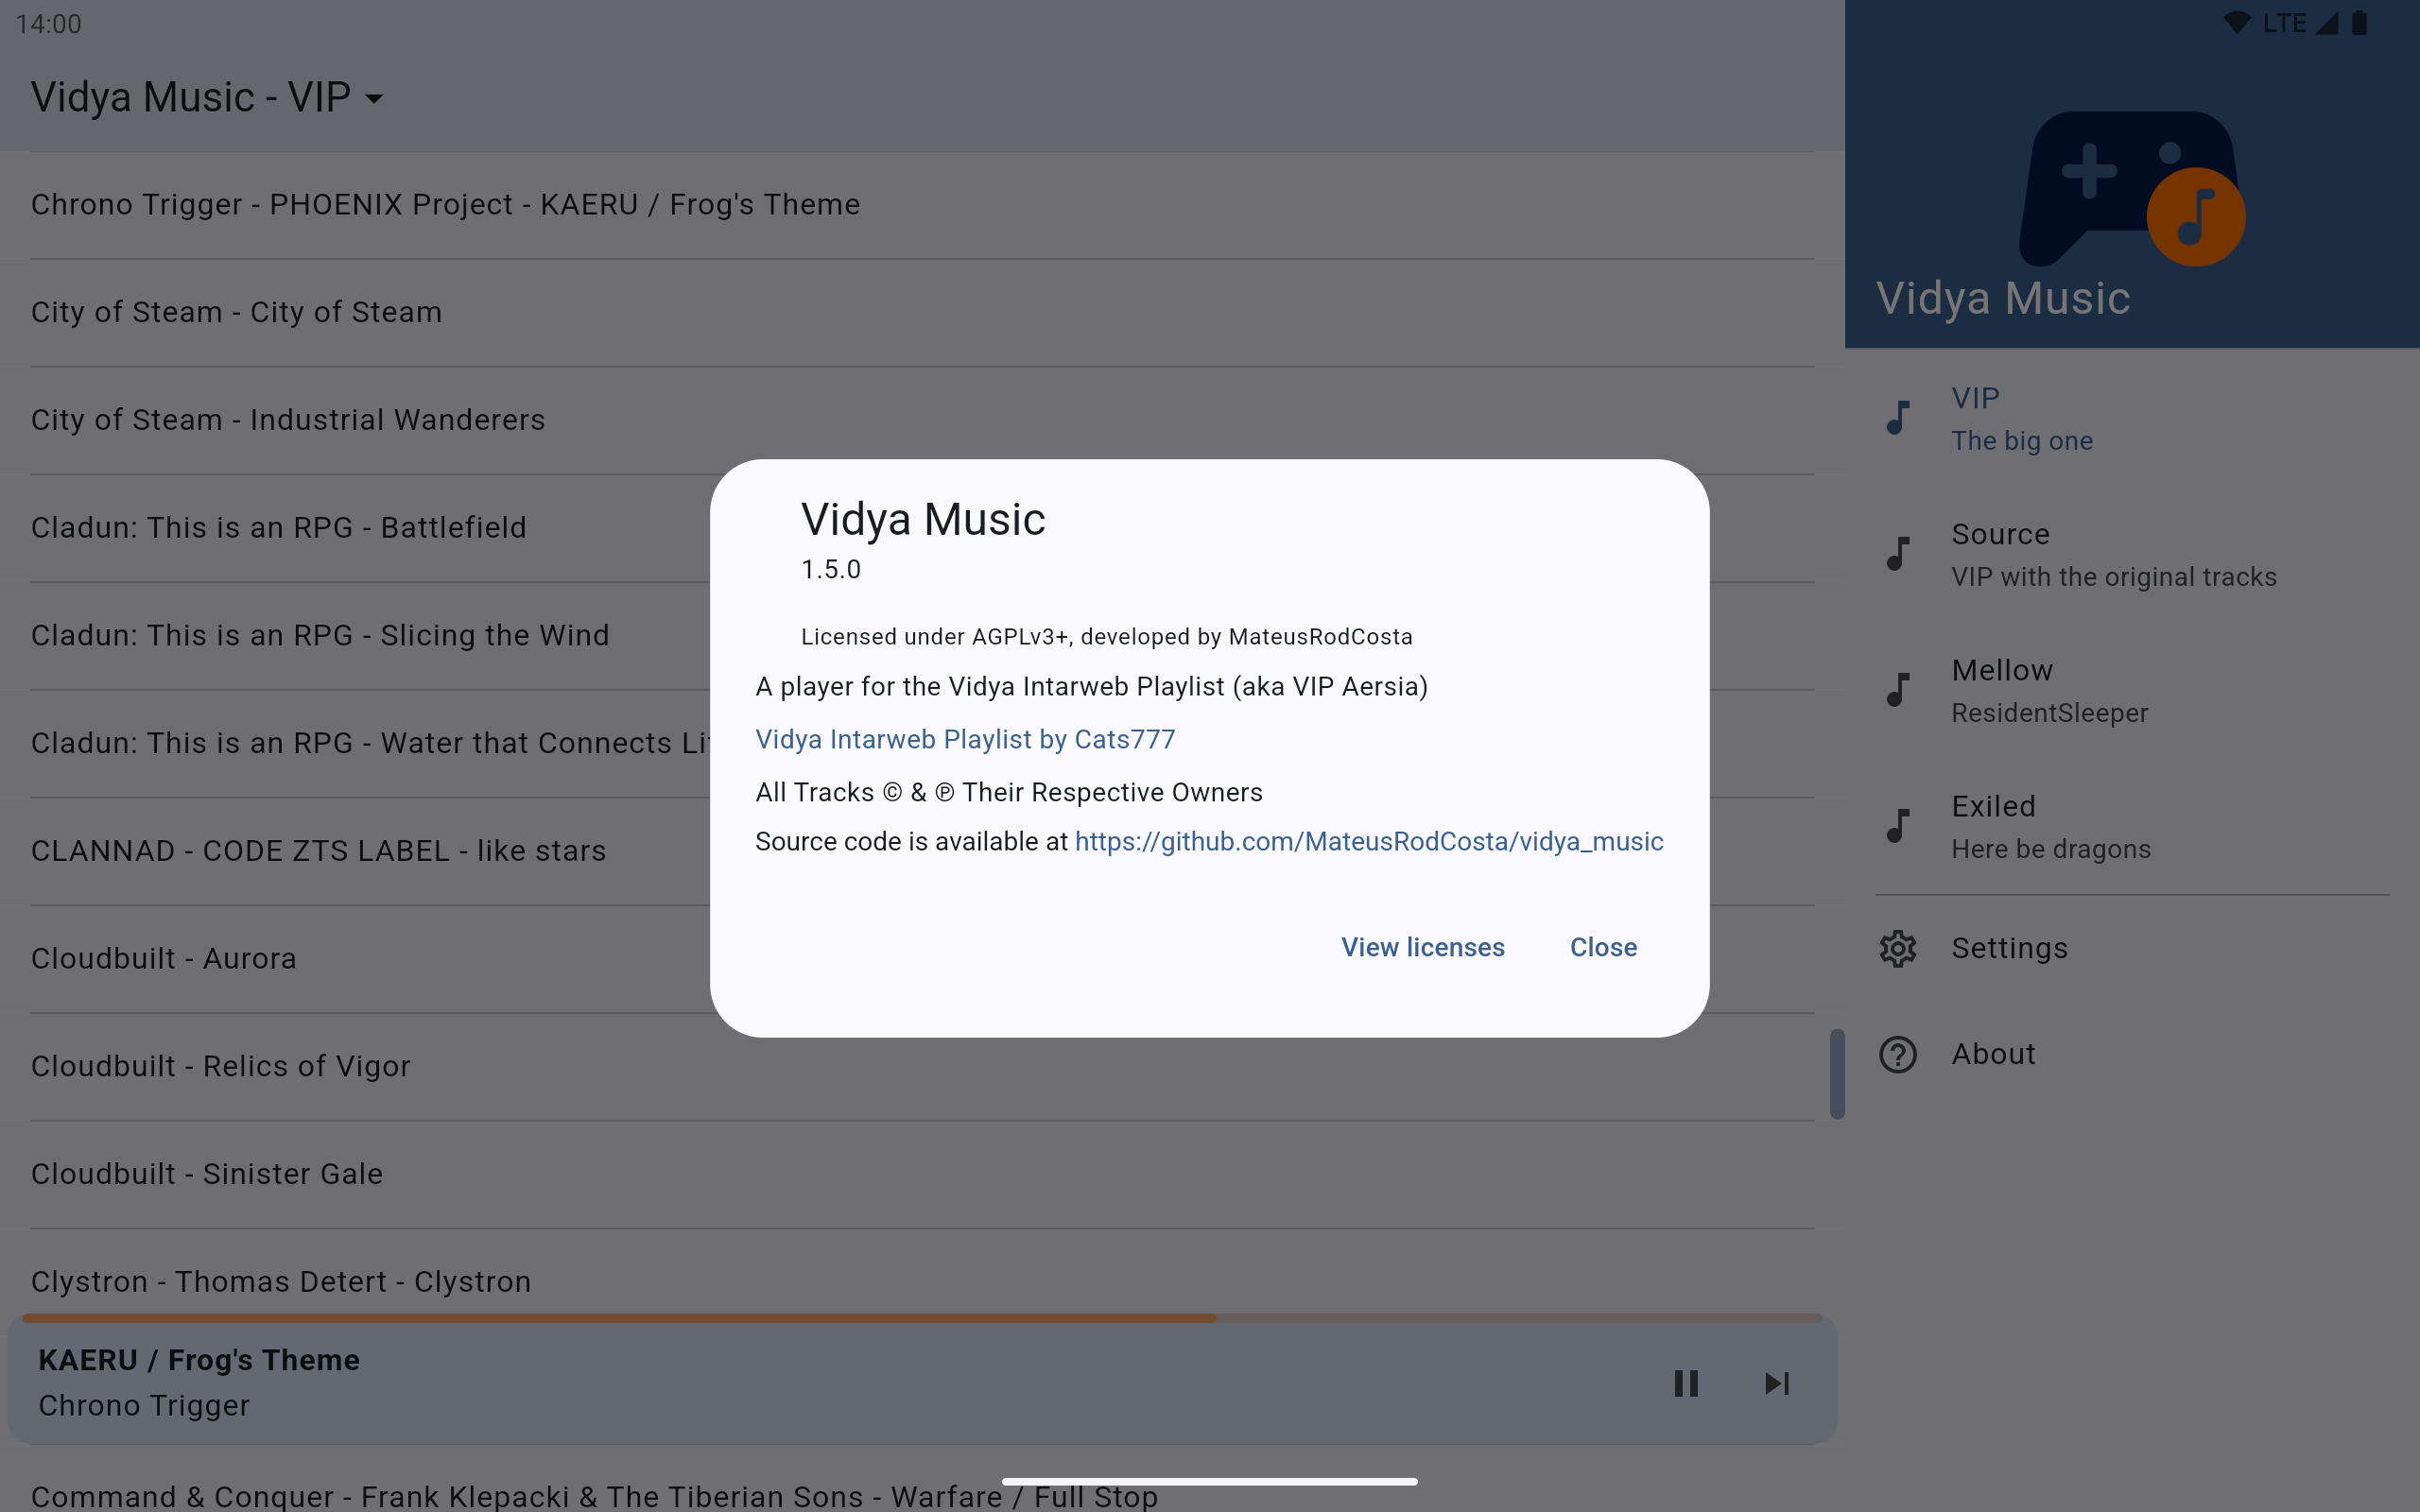 14:00
LTE
Vidya Music - VIP
Chrono Trigger - PHOENIX Project - KAERU / Frog's Theme
City of Steam - City of Steam
City of Steam - Industrial Wanderers
Cladun: This is an RPG - Battlefield
Cladun: This is an RPG - Slicing the Wind
Cladun: This is an RPG - Water that Connects
CLANNAD - CODE ZTS LABEL - like stars
Cloudbuilt - Aurora
Cloudbuilt - Relics of Vigor
Cloudbuilt - Sinister Gale
Clystron - Thomas Detert - Clystron
KAERU / Frog's Theme
Chrono Trigger
Command & Conquer - Frank Klepacki & The Tiberian Sons - Warfare / Full Stop
Vidya Music
1.5.0
Licensed under AGPLv3+, developed by MateusRodCosta
A player for the Vidya Intarweb Playlist (aka VIP Aersia)
Vidya Intarweb Playlist by Cats777
All Tracks © & ℗ Their Respective Owners
Source code is available at https://github.com/MateusRodCosta/vidya_music
View licenses
Close
Vidya Music
VIP
The big one
Source
VIP with the original tracks
Mellow
ResidentSleeper
Exiled
Here be dragons
Settings
About